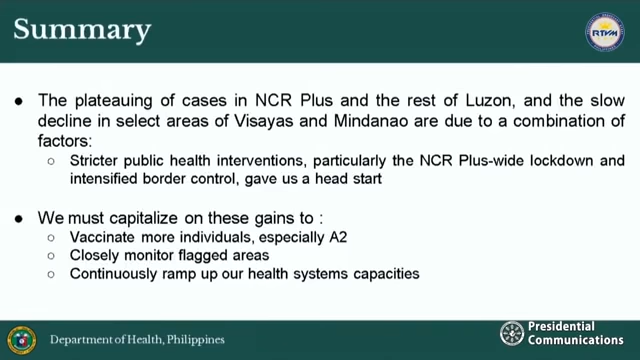 Summary
RTVM
● The plateauing of cases in NCR Plus and the rest of Luzon, and the slow
decline in select areas of Visayas and Mindanao are due to a combination of
factors:
○ Stricter public health interventions, particularly the NCR Plus-wide lockdown and
intensified border control, gave us a head start
● We must capitalize on these gains to :
○ Vaccinate more individuals, especially A2
○ Closely monitor flagged areas
○ Continuously ramp up our health systems capacities
Department of Health, Philippines
Presidential
Communications